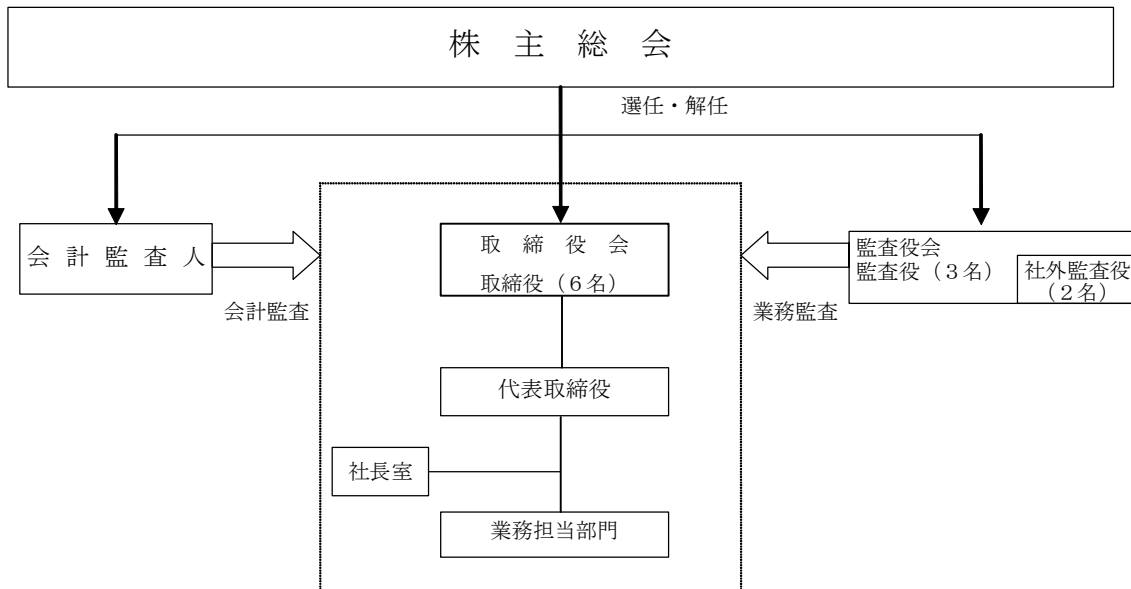 株 主 総 会
選任・解任
会 計 監 査 人
取 締 役 会
取締役（６名）
監査役会
監査役（３名）
社外監査役
（２名）
会計監査
業務監査
代表取締役
社長室
業務担当部門